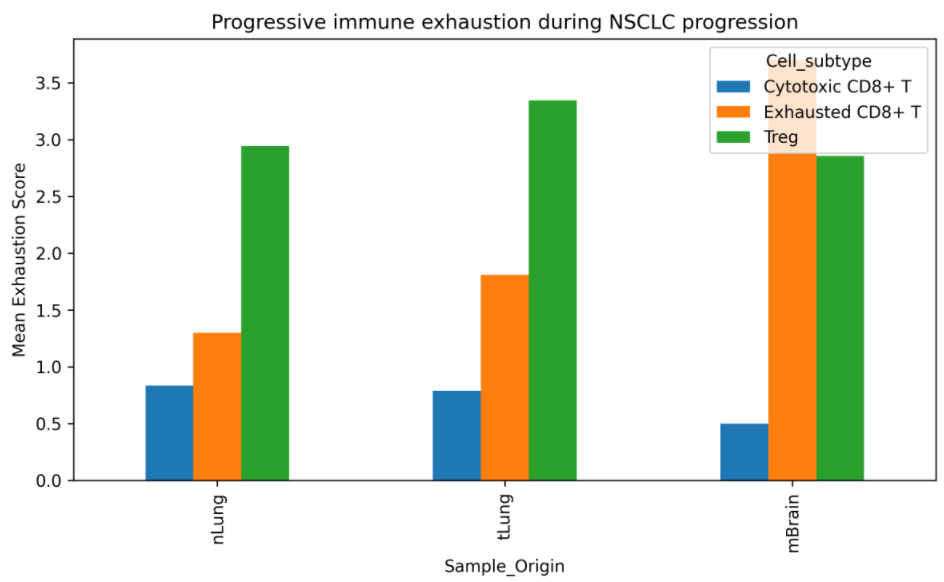 Progressive immune exhaustion during NSCLC progression
Cell_subtype
Cytotoxic CD8+ T
Exhausted CD8+ T
Treg
Mean Exhaustion Score
3.5
3.0
2.5
2.0
1.5
1.0
0.5
0.0
nLung
tLung
mBrain
Sample_Origin